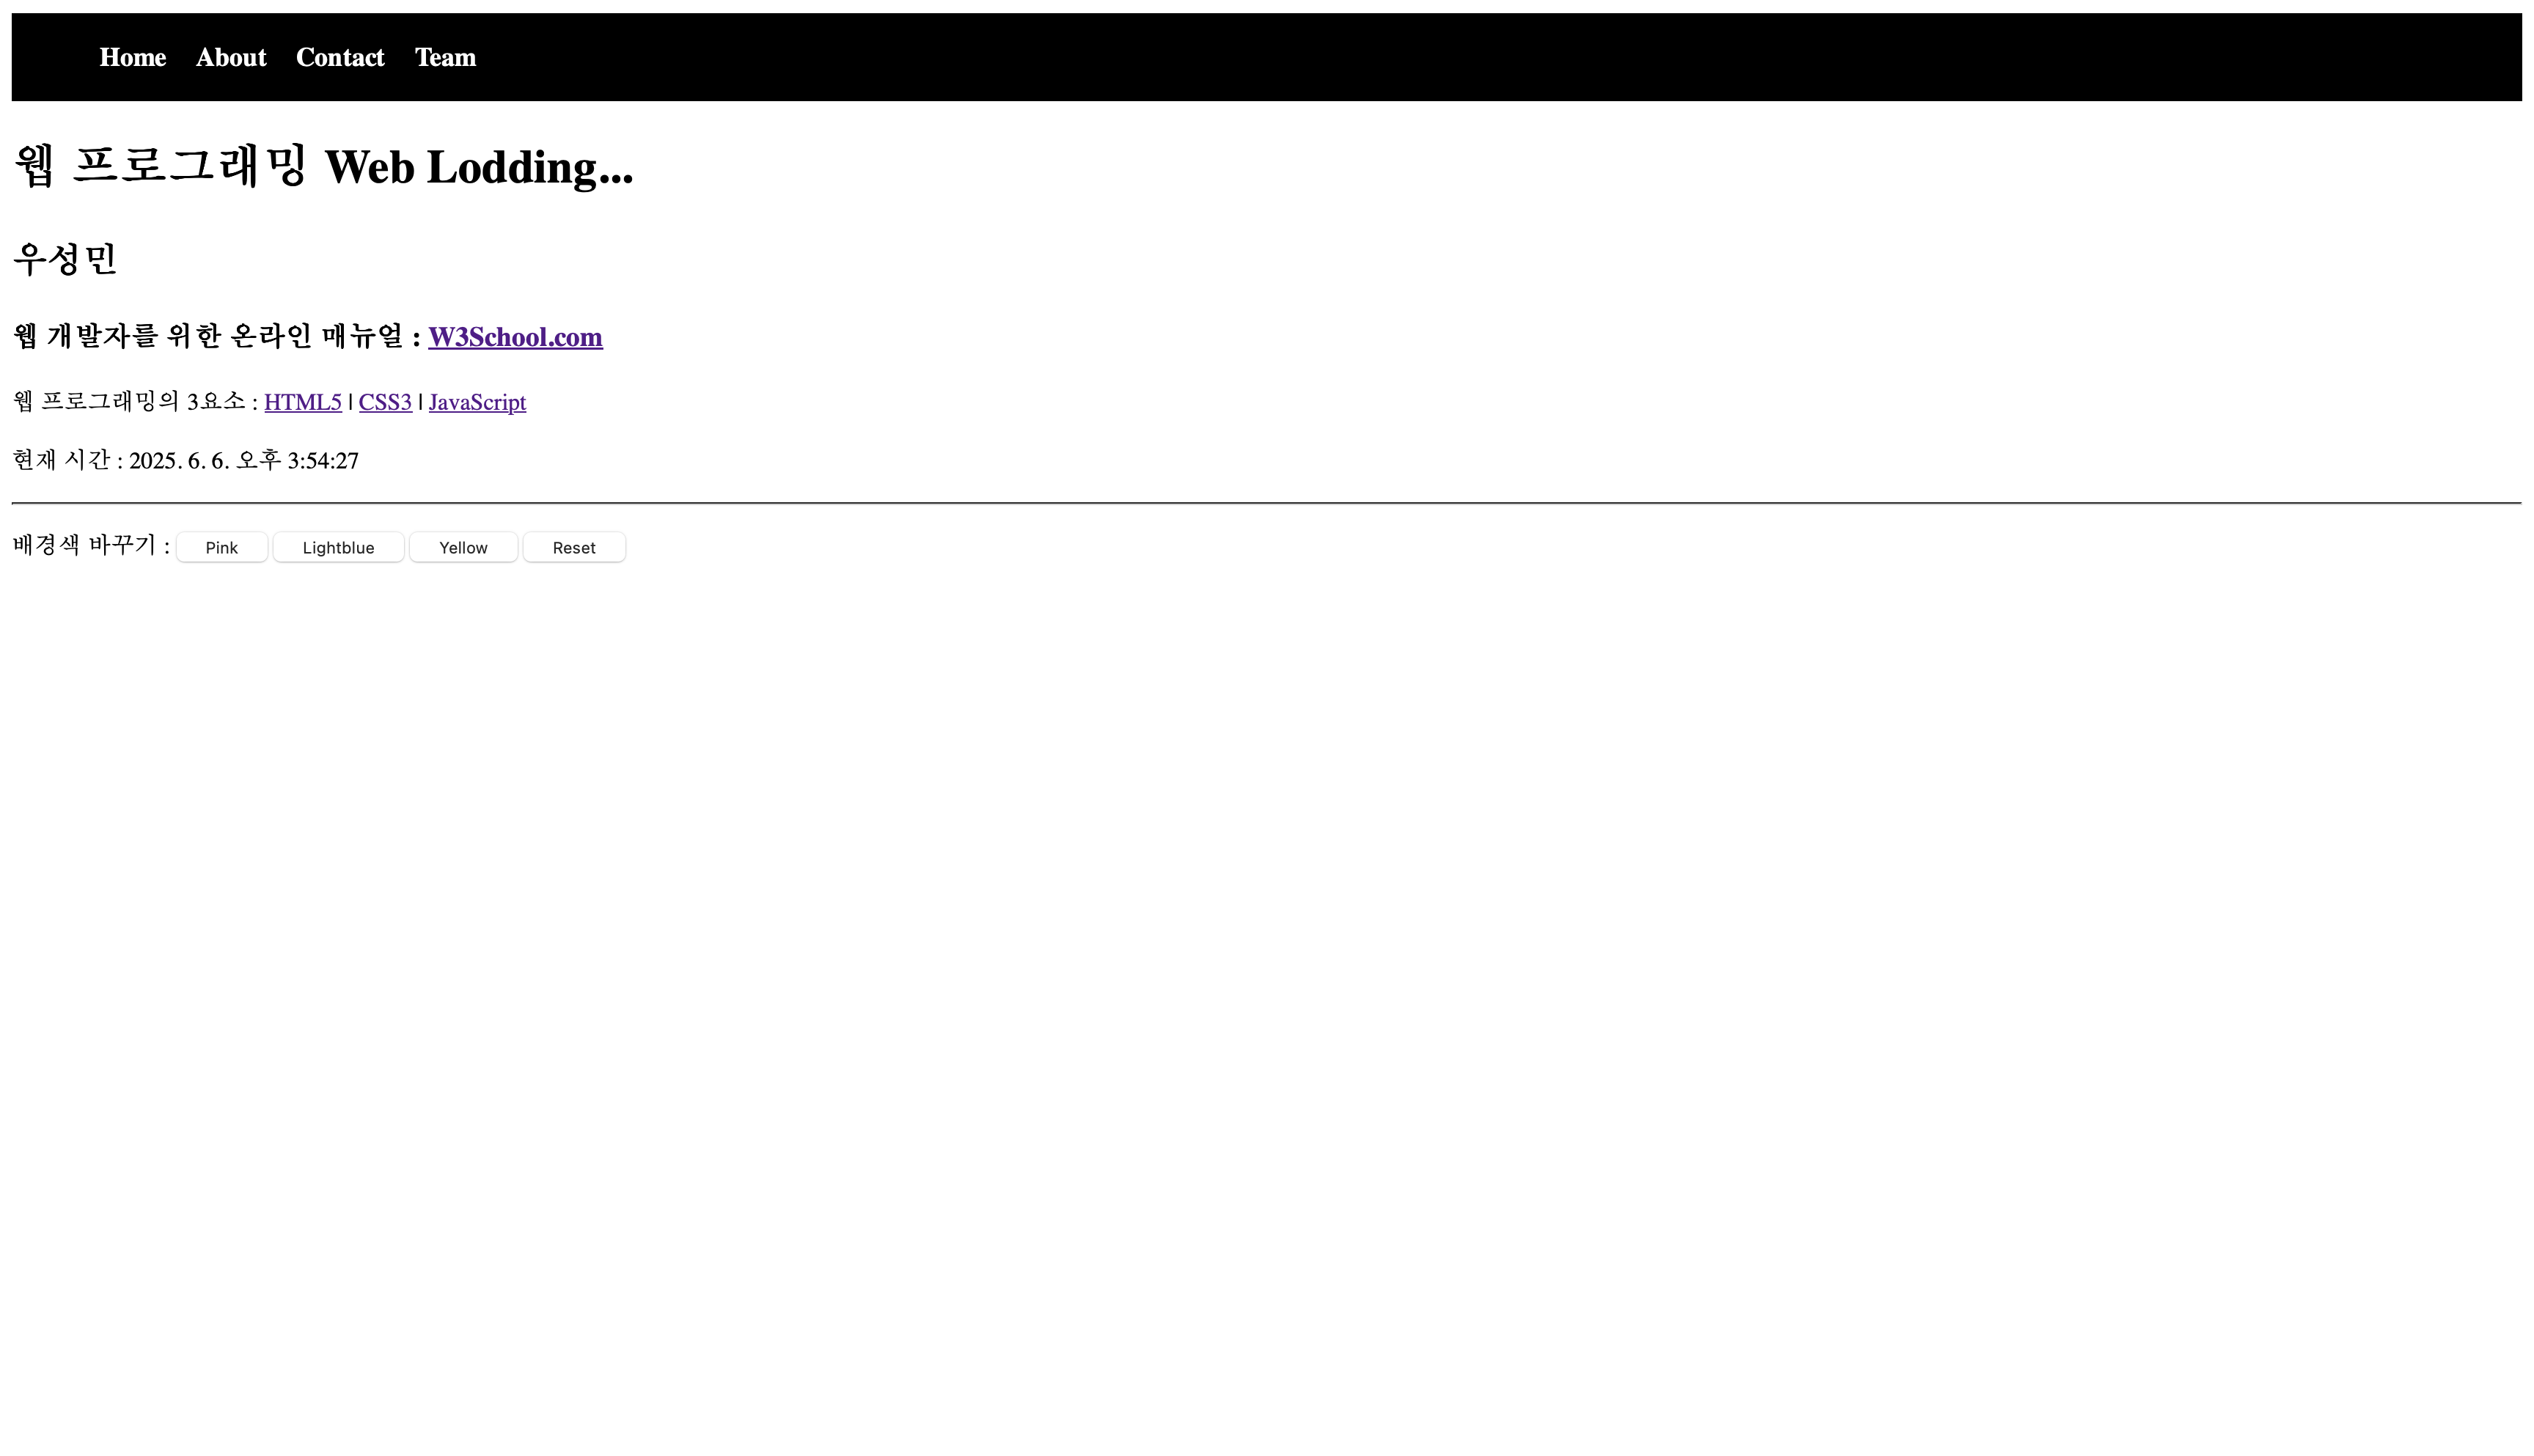 Home About Contact Team
웹 프로그래밍 Web Lodding...
우성민
웹 개발자를 위한 온라인 매뉴얼 : W3School.com
웹 프로그래밍의 3요소 : HTML5 | CSS3 | JavaScript
현재 시간 : 2025. 6. 6. 오후 3:54:27
배경색 바꾸기 : Pink Lightblue Yellow Reset